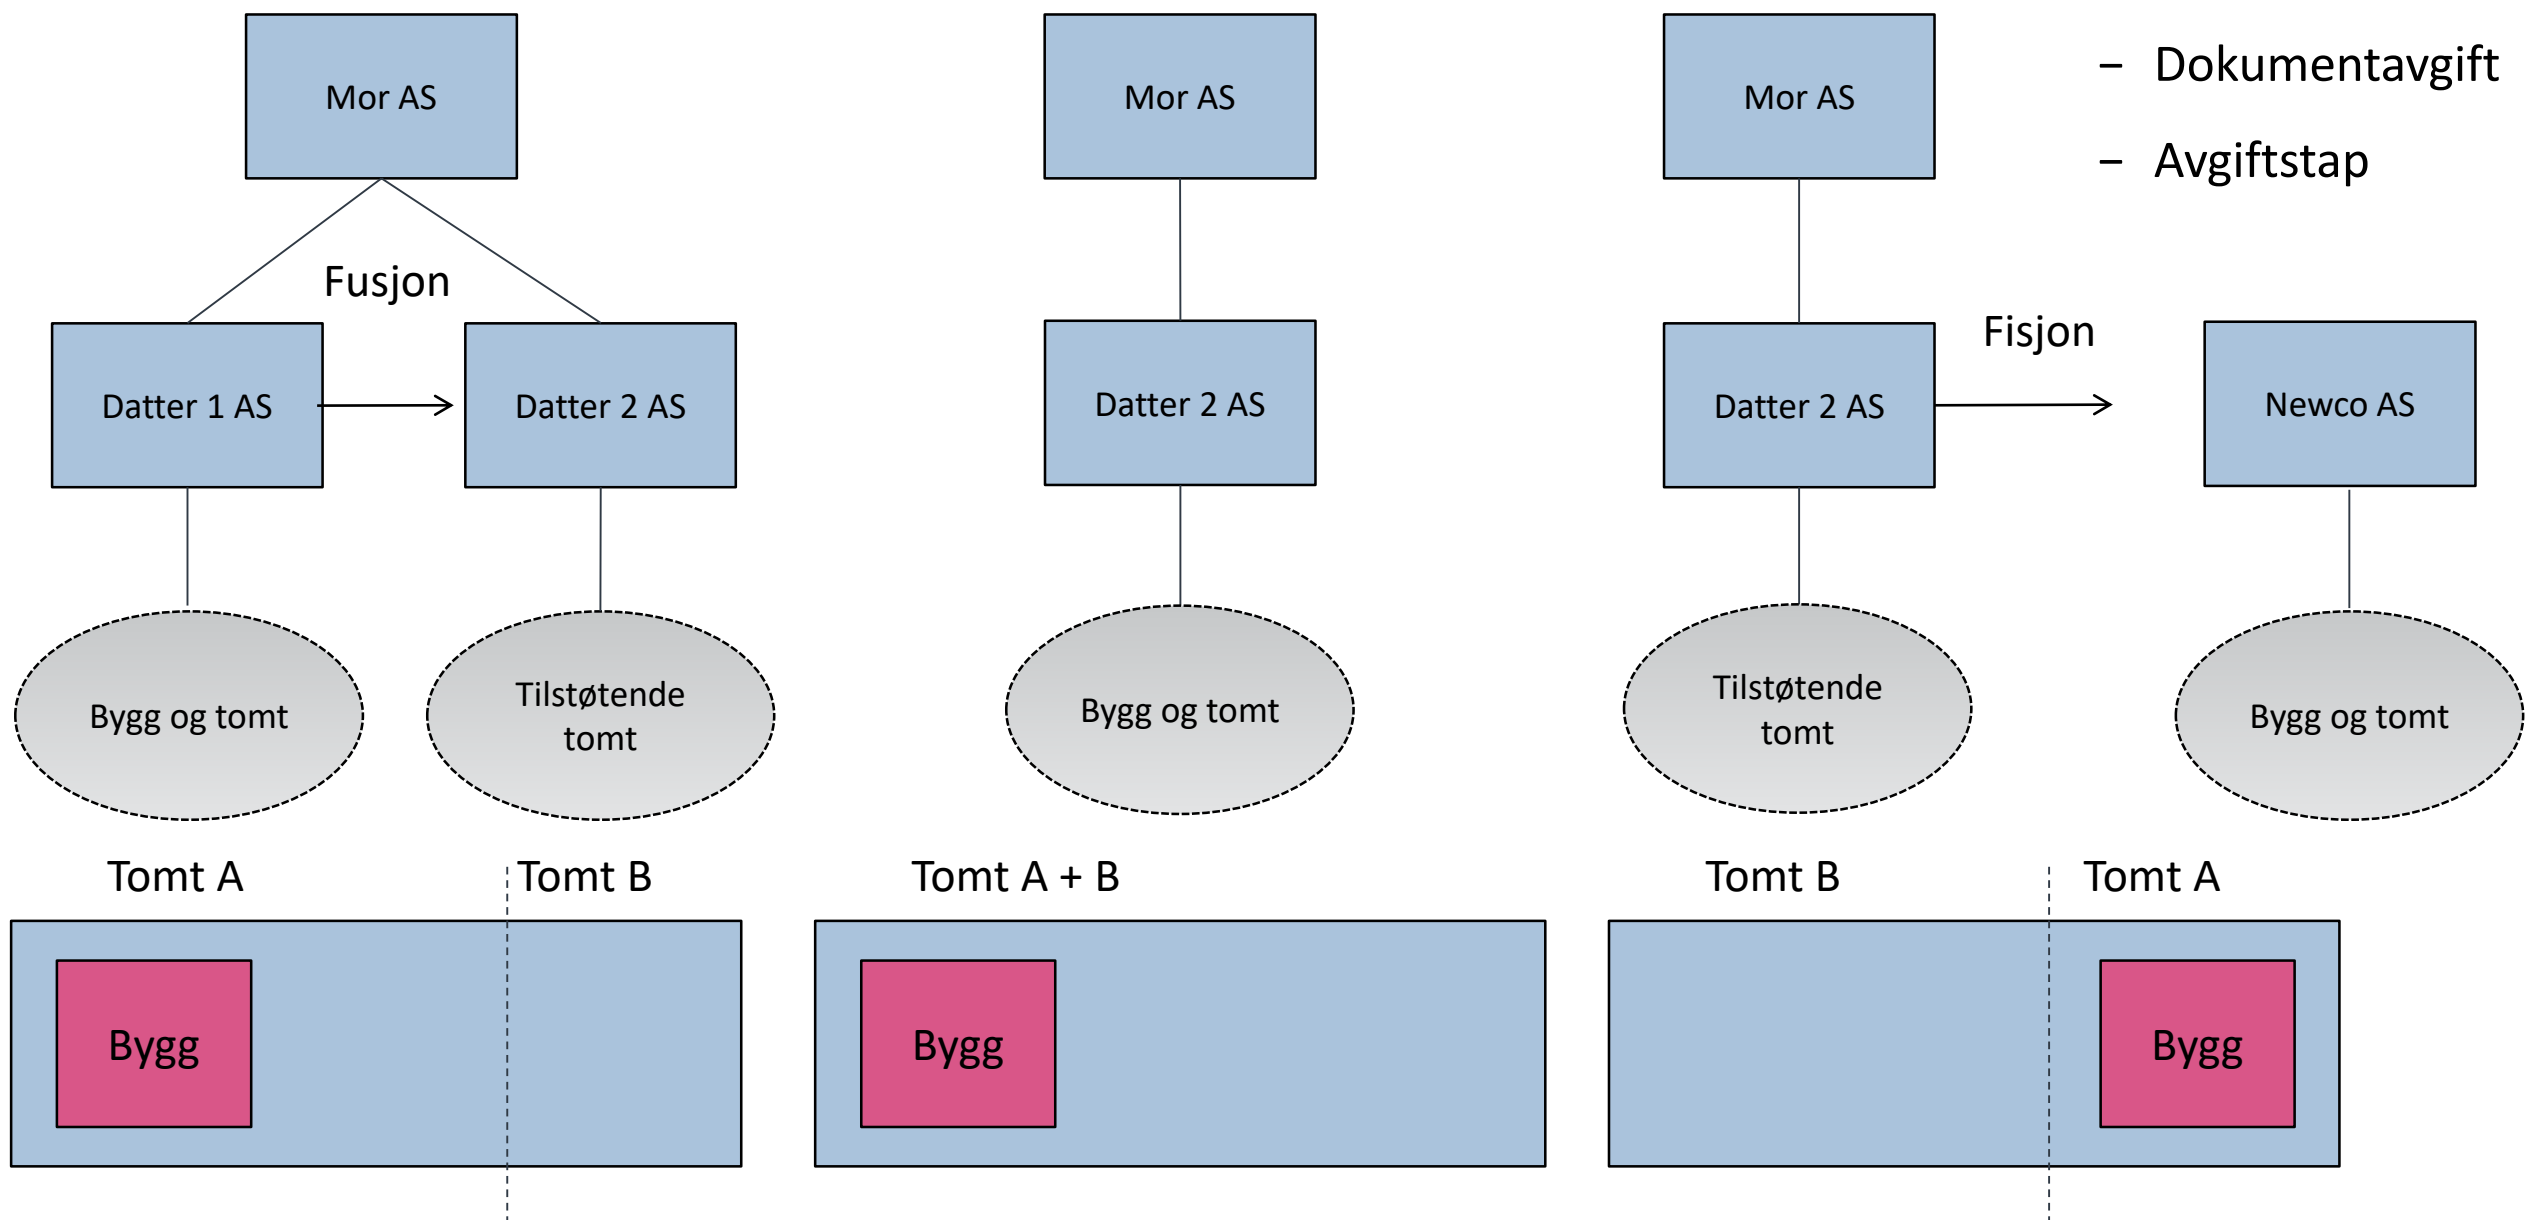 Mor AS
Fusjon
Datter 1 AS
Datter 2 AS
Bygg og tomt
Tilstøtende
tomt
Tomt A
Tomt B
Bygg
Mor AS
Datter 2 AS
Bygg og tomt
Tomt A + B
Bygg
Mor AS
– Dokumentavgift
– Avgiftstap
Fisjon
Datter 2 AS
Newco AS
Tilstøtende
tomt
Bygg og tomt
Tomt B
Tomt A
Bygg